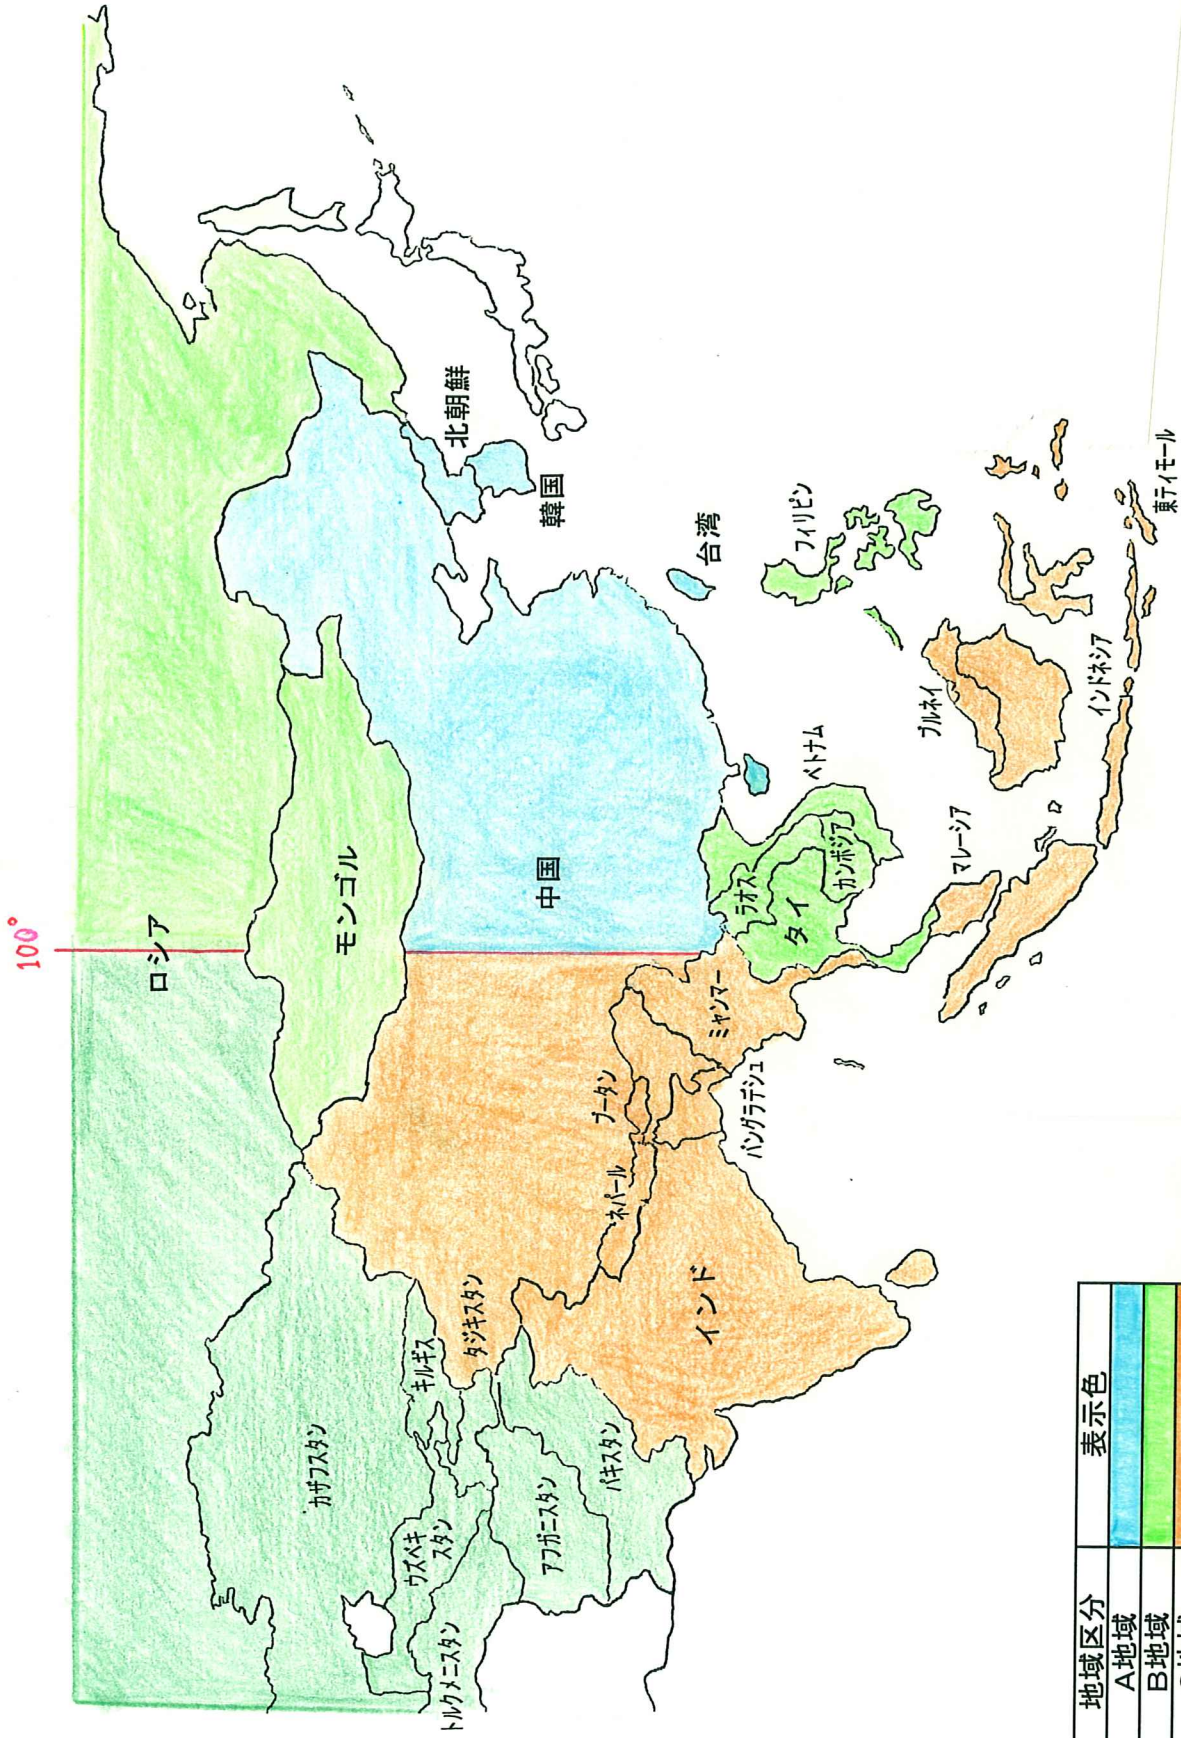 100°
ロシア
モンゴル
中国
北朝鮮
韓国
台湾
フィリピン
カザフスタン
キルギス
タジキスタン
ウズベキ
スタン
トルクメニスタン
アフガニスタン
パキスタン
インド
ネパール
ブータン
バングラデシュ
ミャンマー
ラオス
タイ
カンボジア
ベトナム
マレーシア
ブルネイ
インドネシア
東ティモール
地域区分
表示色
A地域
B地域